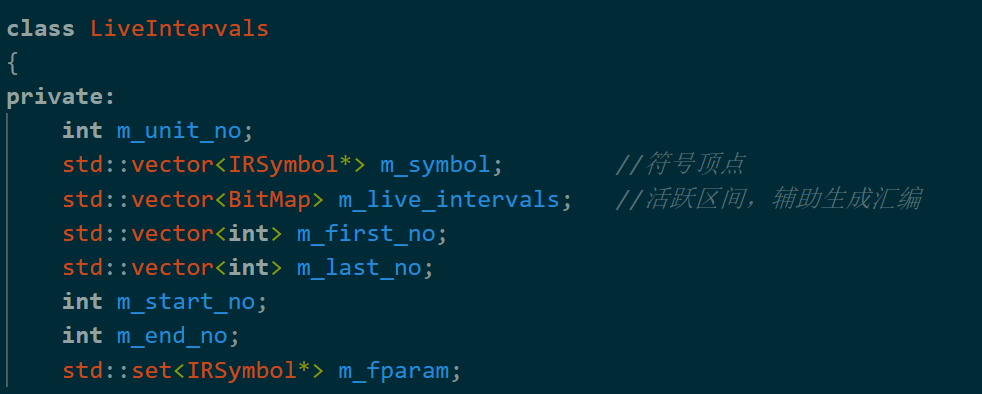 class LiveIntervals
{
private:
    int m_unit_no;
    std::vector<IRSymbol*> m_symbol;          //符号顶点
    std::vector<BitMap> m_live_intervals;   //活跃区间，辅助生成汇编
    std::vector<int> m_first_no;
    std::vector<int> m_last_no;
    int m_start_no;
    int m_end_no;
    std::set<IRSymbol*> m_fparam;